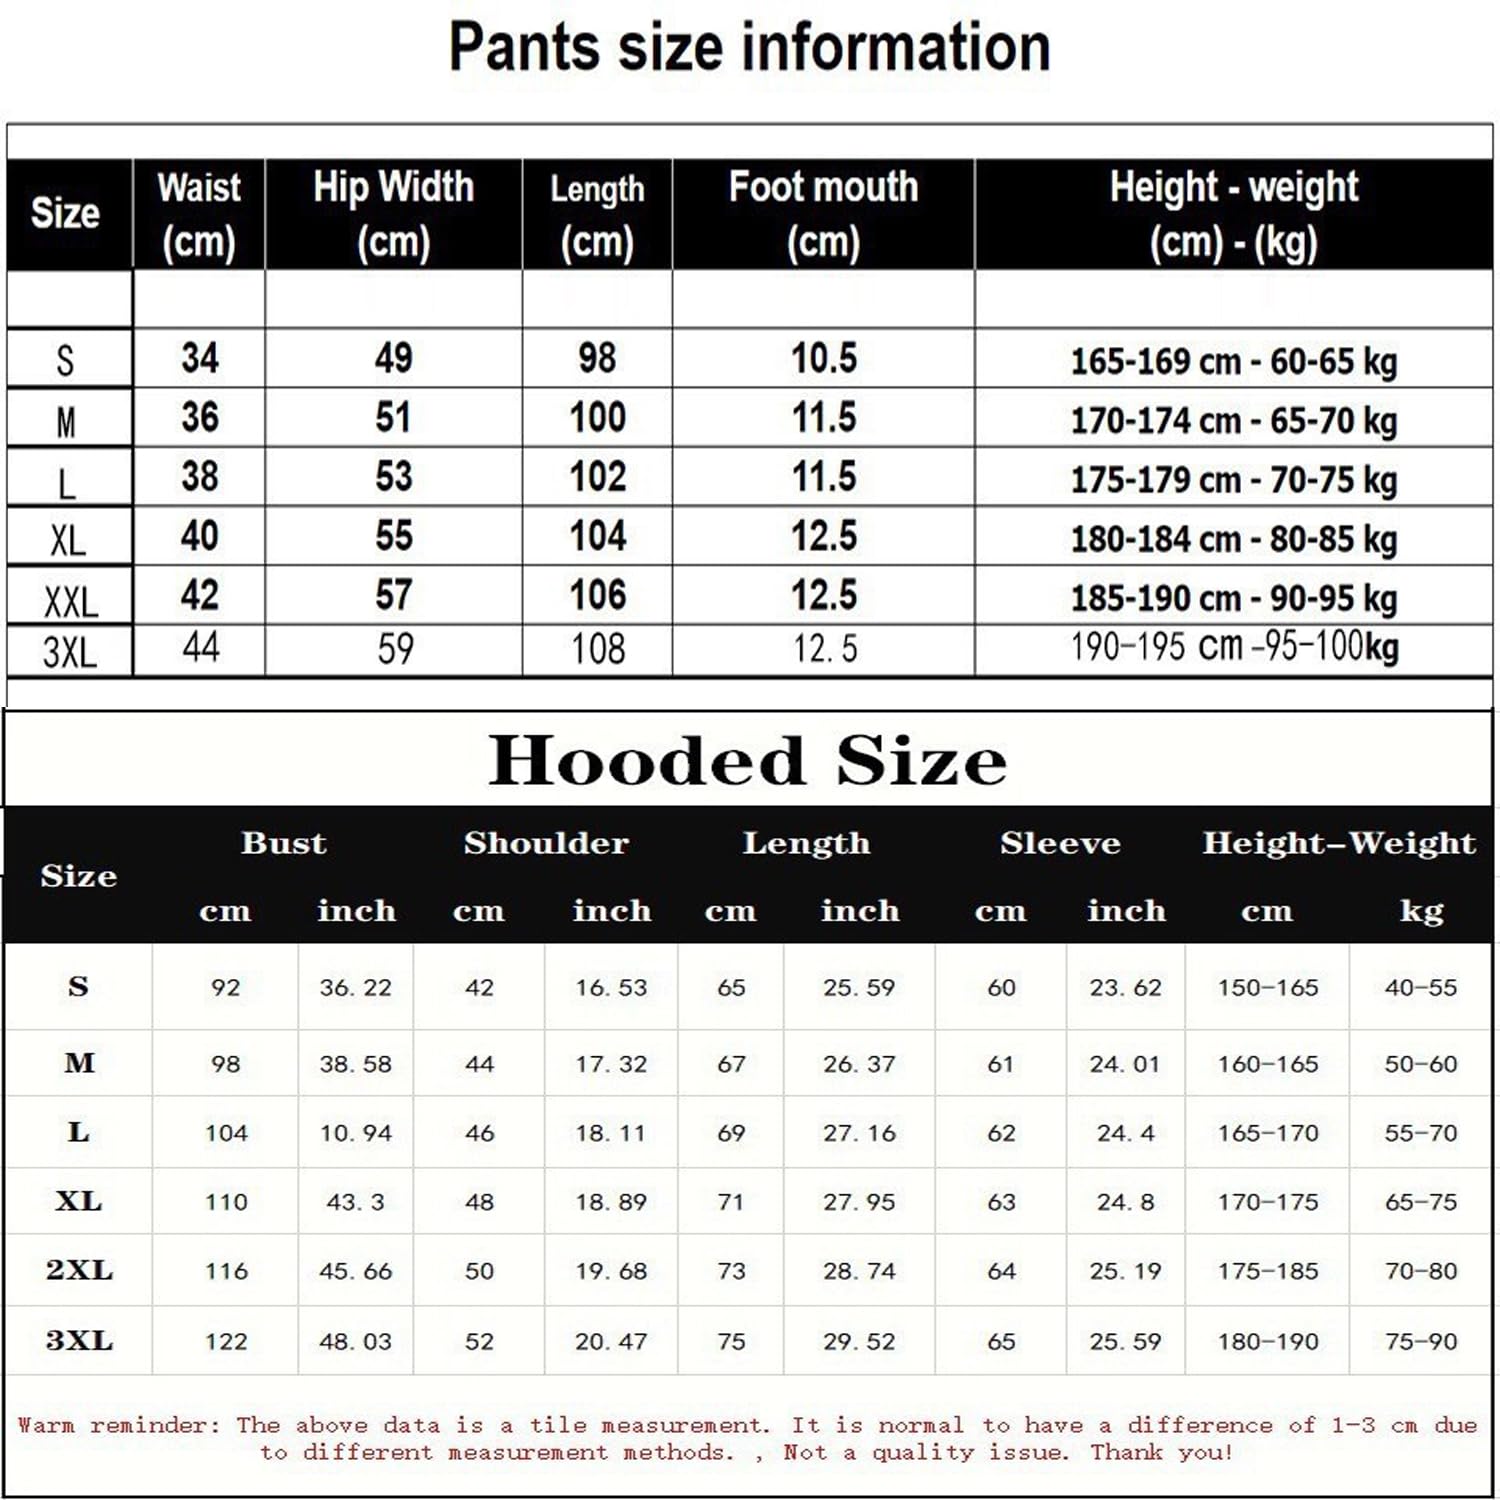 Pants size information
Size Waist (cm) Hip Width (cm) Length (cm) Foot mouth (cm) Height - weight (cm) - (kg)
S 34 49 98 10.5 165-169 cm - 60-65 kg
M 36 51 100 11.5 170-174 cm - 65-70 kg
L 38 53 102 11.5 175-179 cm - 70-75 kg
XL 40 55 104 12.5 180-184 cm - 80-85 kg
XXL 42 57 106 12.5 185-190 cm - 90-95 kg
3XL 44 59 108 12.5 190-195 cm -95-100kg
Hooded Size
Size Bust Shoulder Length Sleeve Height-Weight
cm inch cm inch cm inch cm inch cm kg
S 92 36.22 42 16.53 65 25.59 60 23.62 150-165 40-55
M 98 38.58 44 17.32 67 26.37 61 24.01 160-165 50-60
L 104 10.94 46 18.11 69 27.16 62 24.4 165-170 55-70
XL 110 43.3 48 18.89 71 27.95 63 24.8 170-175 65-75
2XL 116 45.66 50 19.68 73 28.74 64 25.19 175-185 70-80
3XL 122 48.03 52 20.47 75 29.52 65 25.59 180-190 75-90
Warm reminder: The above data is a tile measurement. It is normal to have a difference of 1-3 cm due
to different measurement methods. , Not a quality issue. Thank you!